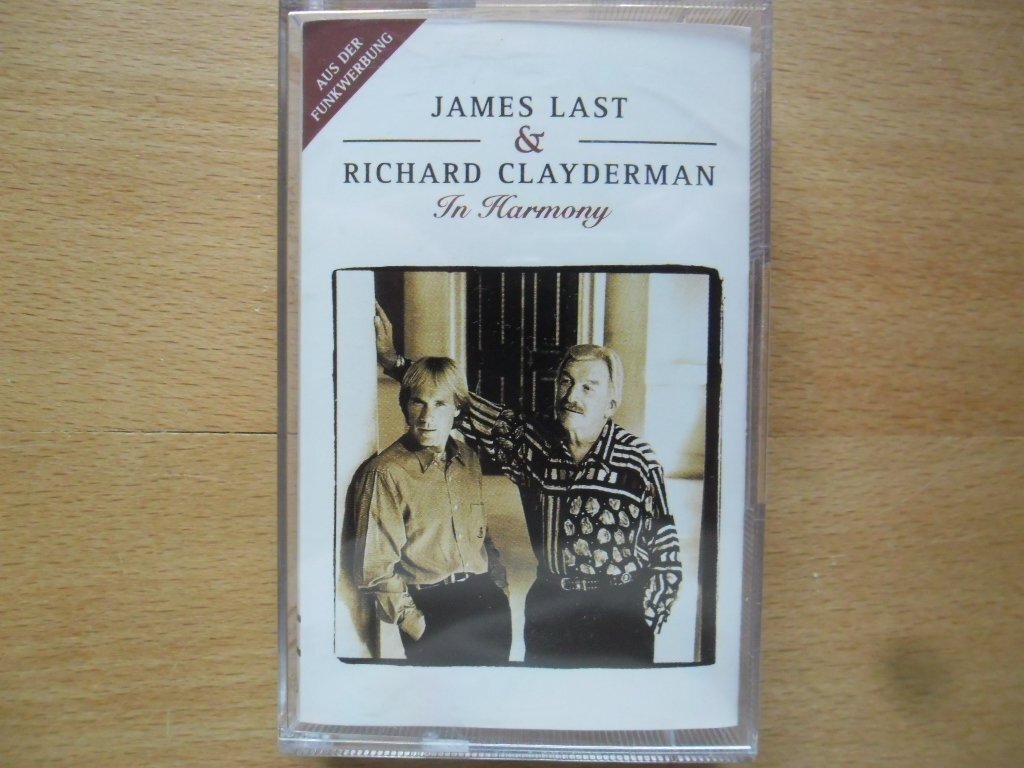 AUS DER
FUNKWERBUNG
JAMES LAST
&
RICHARD CLAYDERMAN
In Harmony